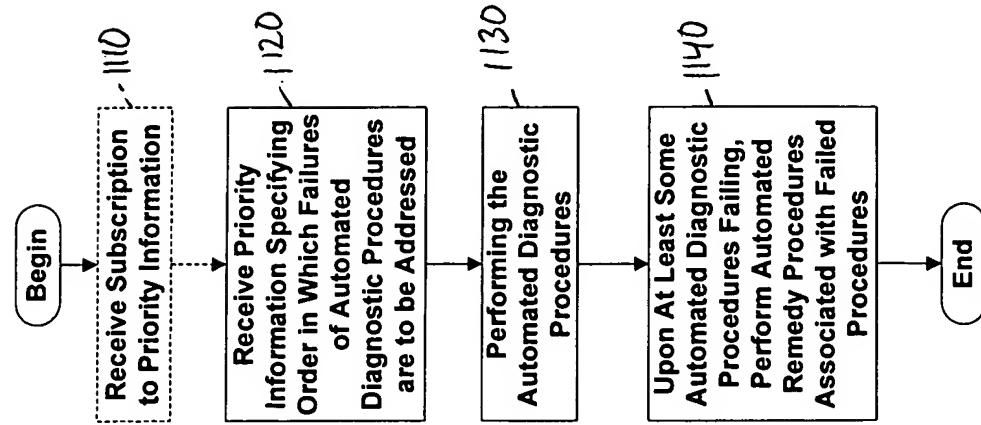 Begin
Receive Subscription
to Priority Information
1110
Receive Priority
Information Specifying
Order in Which Failures
of Automated
Diagnostic Procedures
are to be Addressed
1120
Performing the
Automated Diagnostic
Procedures
1130
Upon At Least Some
Automated Diagnostic
Procedures Failing,
Perform Automated
Remedy Procedures
Associated with Failed
Procedures
1140
End